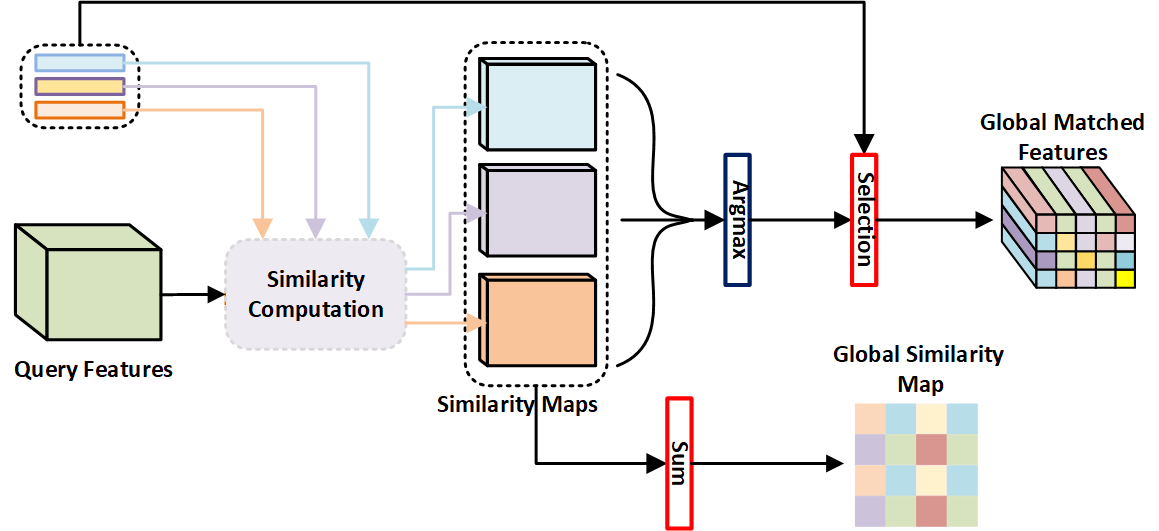 Global Matched
Features
Argmax
Selection
Similarity
Computation
Query Features
Similarity Maps
Global Similarity
Map
Sum